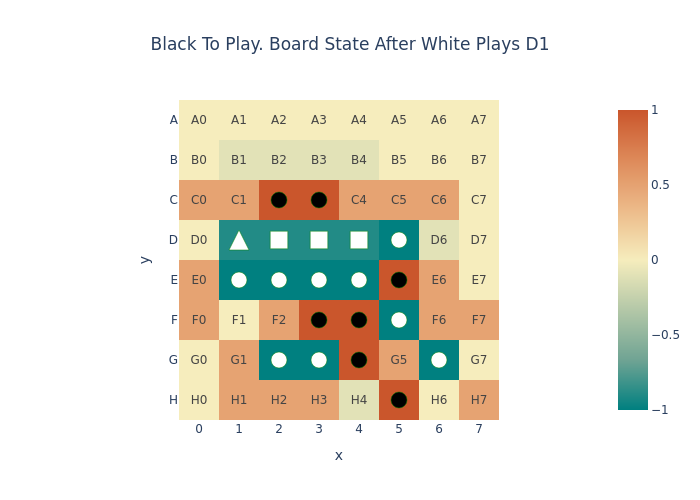 Black To Play. Board State After White Plays D1
A A0 A1 A2 A3 A4 A5 A6 A7
B B0 B1 B2 B3 B4 B5 B6 B7
C C0 C1 C4 C5 C6 C7
D D0 D6 D7
E E0 E6 E7
F F0 F1 F2 F6 F7
G G0 G1 G5 G7
H H0 H1 H2 H3 H4 H6 H7
0 1 2 3 4 5 6 7
x
y
1
0.5
0
−0.5
−1